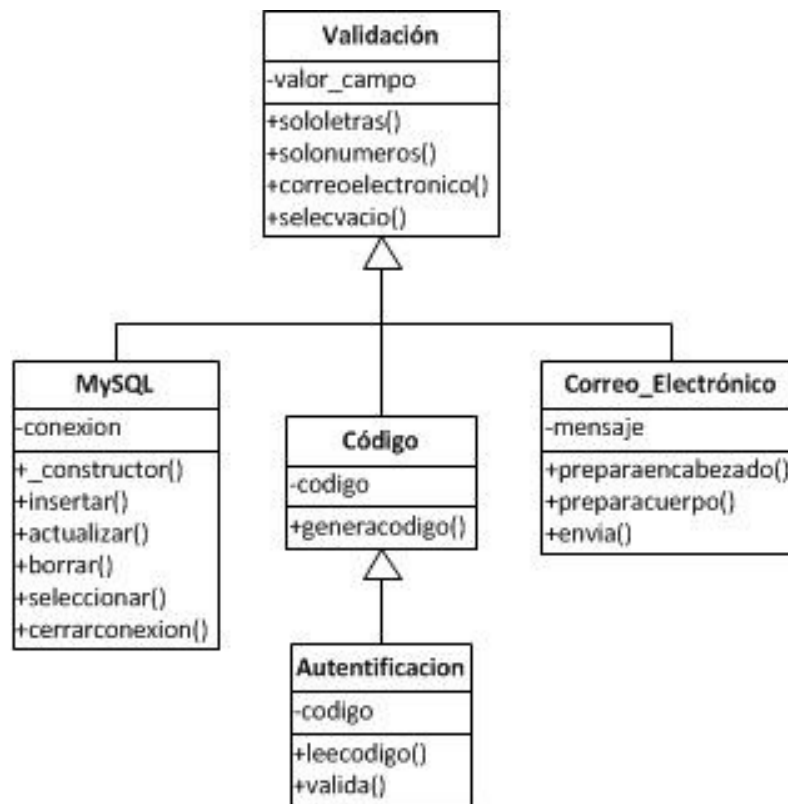 Validación
-valor_campo
+sololetras()
+solonumeros()
+correoelectronico()
+selecvacio()
MySQL
-conexion
+_constructor()
+insertar()
+actualizar()
+borrar()
+seleccionar()
+cerrarconexion()
Código
-codigo
+generacodigo()
Correo_Electrónico
-mensaje
+preparaencabezado()
+preparacuerpo()
+envia()
Autentificacion
-codigo
+leecodigo()
+valida()